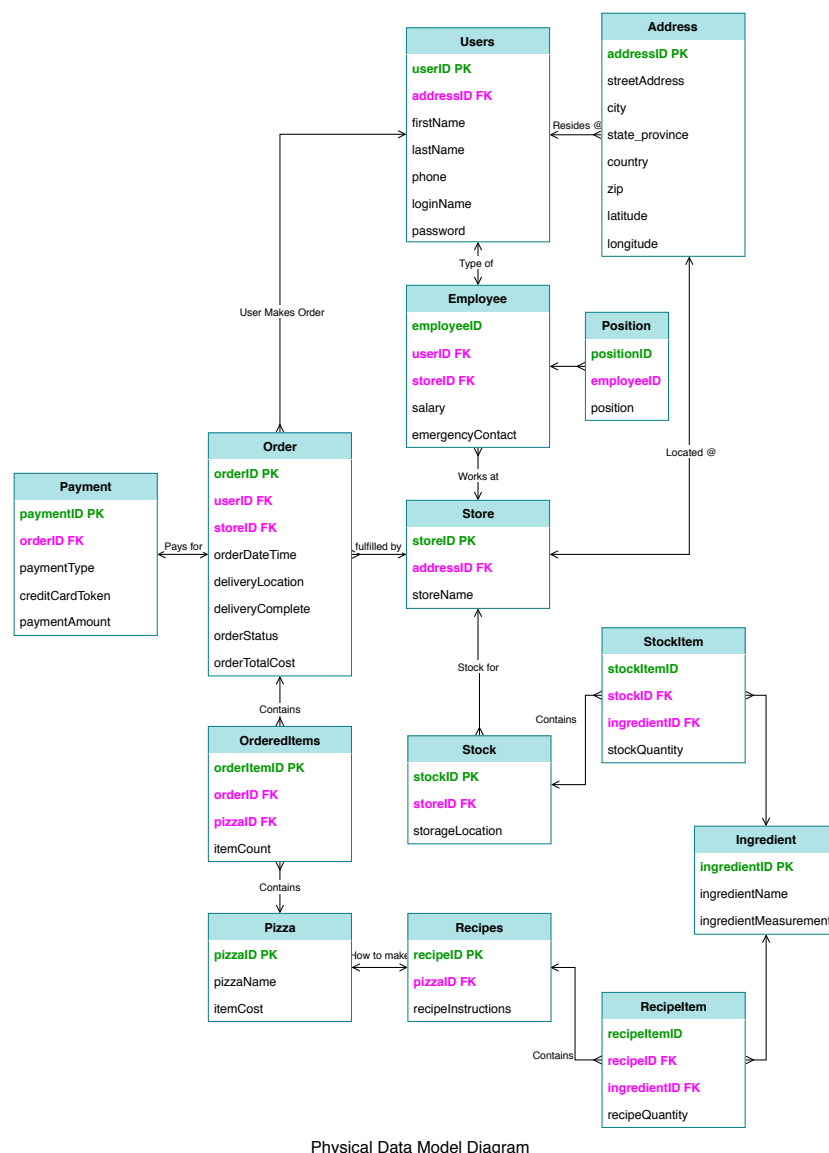 Address
addressID PK
streetAddress
city
state_province
country
zip
latitude
longitude
Users
userID PK
addressID FK
firstName
lastName
phone
loginName
password
Resides @
Type of
User Makes Order
Employee
employeeID
userID FK
storeID FK
salary
emergencyContact
Position
positionID
employeeID
position
Located @
Works at
Order
orderID PK
userID FK
storeID FK
orderDateTime
deliveryLocation
deliveryComplete
orderStatus
orderTotalCost
Payment
paymentID PK
orderID FK
paymentType
creditCardToken
paymentAmount
Pays for
fulfilled by
Store
storeID PK
addressID FK
storeName
Stock for
StockItem
stockItemID
stockID FK
ingredientID FK
stockQuantity
Contains
Contains
OrderedItems
orderItemID PK
orderID FK
pizzaID FK
itemCount
Stock
stockID PK
storeID FK
storageLocation
Ingredient
ingredientID PK
ingredientName
ingredientMeasurement
Contains
Pizza
pizzaID PK
pizzaName
itemCost
How to make
Recipes
recipeID PK
pizzaID FK
recipeInstructions
Contains
RecipeItem
recipeItemID
recipeID FK
ingredientID FK
recipeQuantity
Physical Data Model Diagram